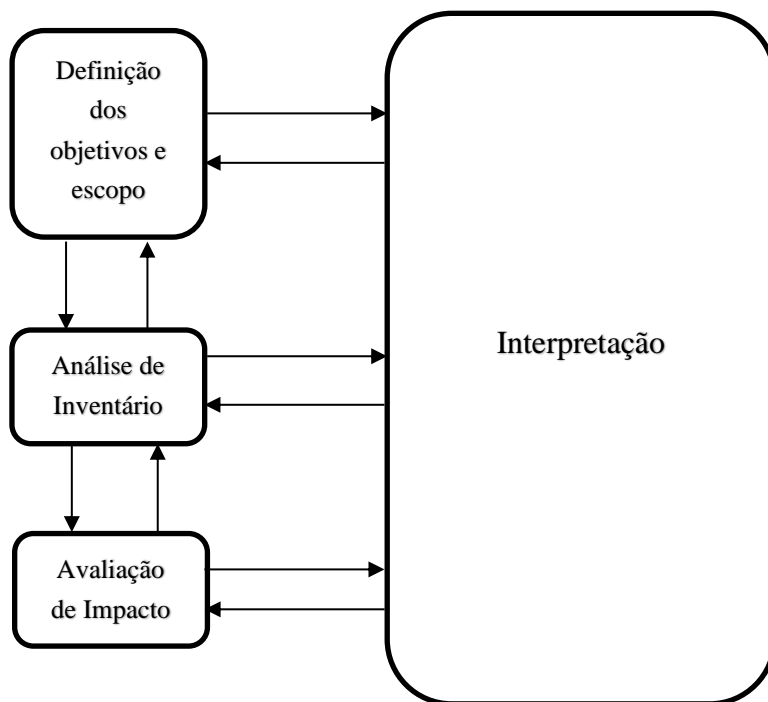 Definição
dos
objetivos e
escopo
Interpretação
Análise de
Inventário
Avaliação
de Impacto